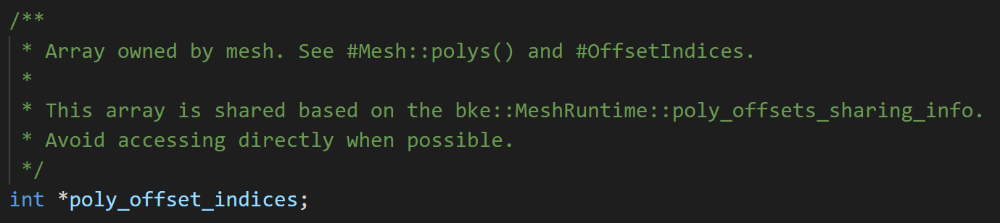 /**
 * Array owned by mesh. See #Mesh::polys() and #OffsetIndices.
 *
 * This array is shared based on the bke::MeshRuntime::poly_offsets_sharing_info.
 * Avoid accessing directly when possible.
 */
int *poly_offset_indices;